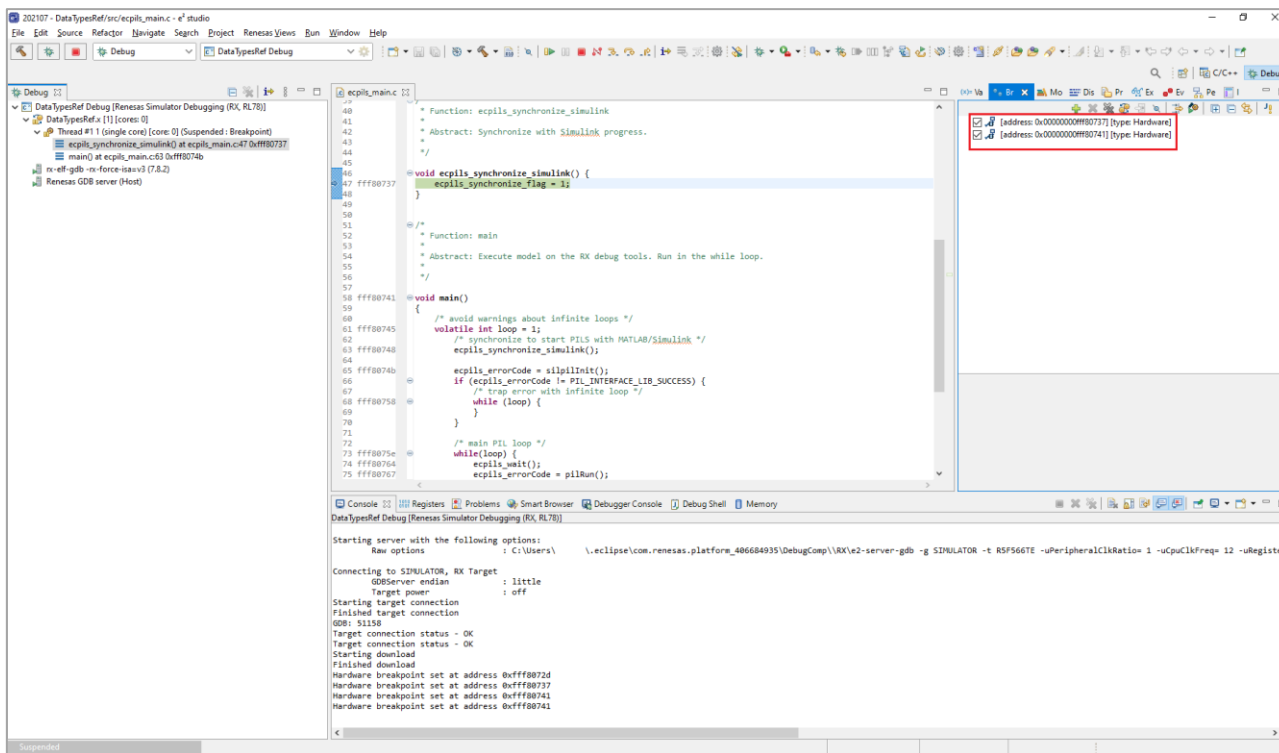 202107 - DataTypesRef/src/ecpils_main.c - e² studio
File Edit Source Refactor Navigate Search Project Renesas Views Run Window Help
Debug
DataTypesRef Debug
C/C++
Debu
Debug
DataTypesRef Debug [Renesas Simulator Debugging (RX, RL78)]
DataTypesRef.x [1] [cores: 0]
Thread #1 1 (single core) [core: 0] (Suspended : Breakpoint)
ecpils_synchronize_simulink() at ecpils_main.c:47 0xfff80737
main() at ecpils_main.c:63 0xfff8074b
rx-elf-gdb -rx-force-isa=v3 (7.8.2)
Renesas GDB server (Host)
ecpils_main.c
39
40 * Function: ecpils_synchronize_simulink
41 *
42 * Abstract: Synchronize with Simulink progress.
43 *
44 */
45
46 void ecpils_synchronize_simulink() {
47 fff80737 ecpils_synchronize_flag = 1;
48 }
49
50
51 /*
52 * Function: main
53 *
54 * Abstract: Execute model on the RX debug tools. Run in the while loop.
55 *
56 */
57
58 fff80741 void main()
59 {
60 /* avoid warnings about infinite loops */
61 fff80745 volatile int loop = 1;
62 /* synchronize to start PILS with MATLAB/Simulink */
63 fff80748 ecpils_synchronize_simulink();
64
65 fff8074b ecpils_errorCode = silpilInit();
66 if (ecpils_errorCode != PIL_INTERFACE_LIB_SUCCESS) {
67 /* trap error with infinite loop */
68 fff80758 while (loop) {
69 }
70 }
71
72 /* main PIL loop */
73 fff8075e while(loop) {
74 fff80764 ecpils_wait();
75 fff80767 ecpils_errorCode = pilRun();
Va Br Mo Dis Pr Ex Ev Pe I
[address: 0x00000000fff80737] [type: Hardware]
[address: 0x00000000fff80741] [type: Hardware]
Console Registers Problems Smart Browser Debugger Console Debug Shell Memory
DataTypesRef Debug [Renesas Simulator Debugging (RX, RL78)]
Starting server with the following options:
Raw options : C:\Users\ \.eclipse\com.renesas.platform_406684935\DebugComp\\RX\e2-server-gdb -g SIMULATOR -t R5F566TE -uPeripheralClkRatio= 1 -uCpuClkFreq= 12 -uRegiste
Connecting to SIMULATOR, RX Target
GDBServer endian : little
Target power : off
Starting target connection
Finished target connection
GDB: 51158
Target connection status - OK
Target connection status - OK
Starting download
Finished download
Hardware breakpoint set at address 0xfff8072d
Hardware breakpoint set at address 0xfff80737
Hardware breakpoint set at address 0xfff80741
Hardware breakpoint set at address 0xfff80741
Suspended